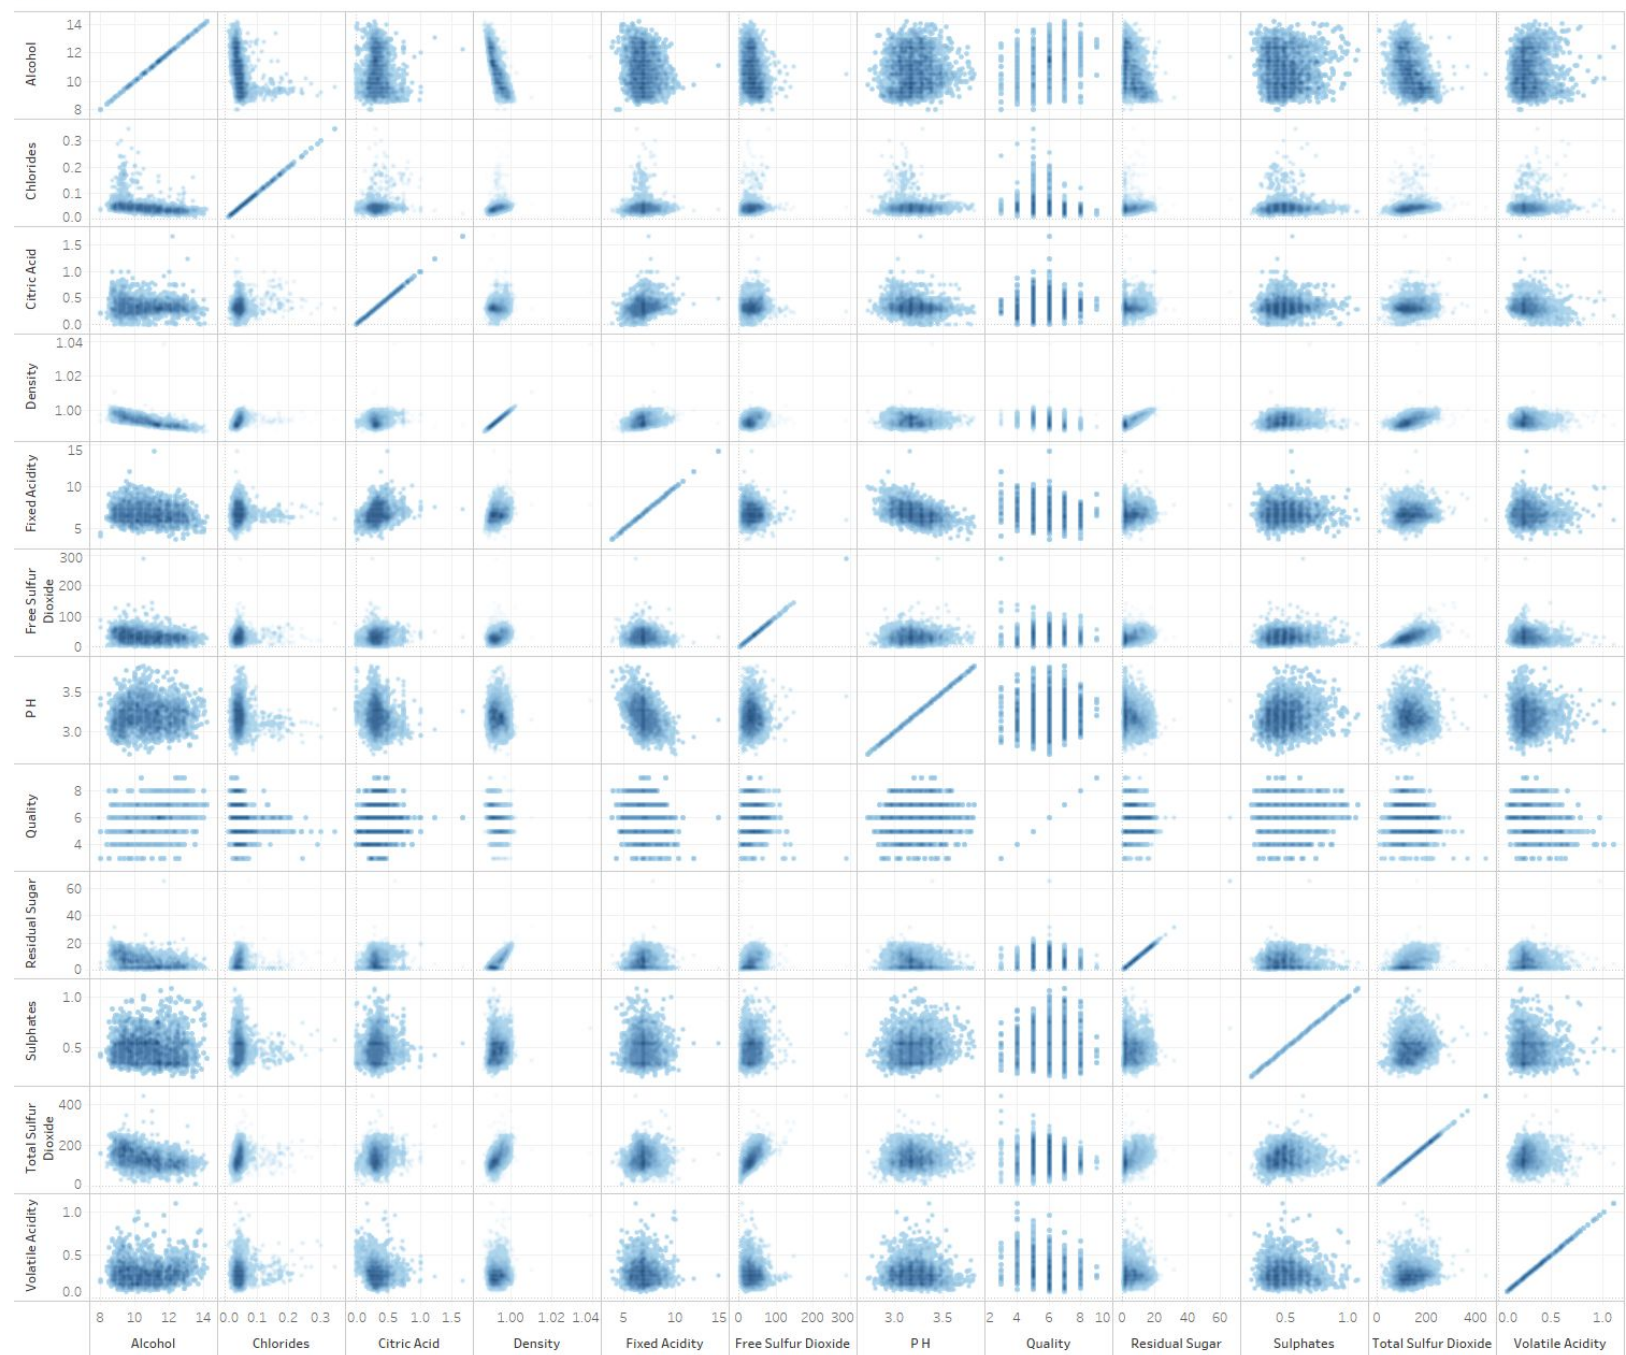 14
12
10
8
Alcohol
0.3
0.2
0.1
0.0
Chlorides
1.5
1.0
0.5
0.0
Citric Acid
1.04
1.02
1.00
Density
15
10
5
Fixed Acidity
300
200
100
0
Free Sulfur
Dioxide
3.5
3.0
P H
8
6
4
Quality
60
40
20
0
Residual Sugar
1.0
0.5
Sulphates
400
200
0
Total Sulfur
Dioxide
1.0
0.5
0.0
Volatile Acidity
8 10 12 14 0.0 0.1 0.2 0.3 0.0 0.5 1.0 1.5 1.00 1.02 1.04 5 10 15 0 100 200 300 3.0 3.5 2 4 6 8 10 0 20 40 60 0.5 1.0 0 200 400 0.0 0.5 1.0
Alcohol Chlorides Citric Acid Density Fixed Acidity Free Sulfur Dioxide P H Quality Residual Sugar Sulphates Total Sulfur Dioxide Volatile Acidity